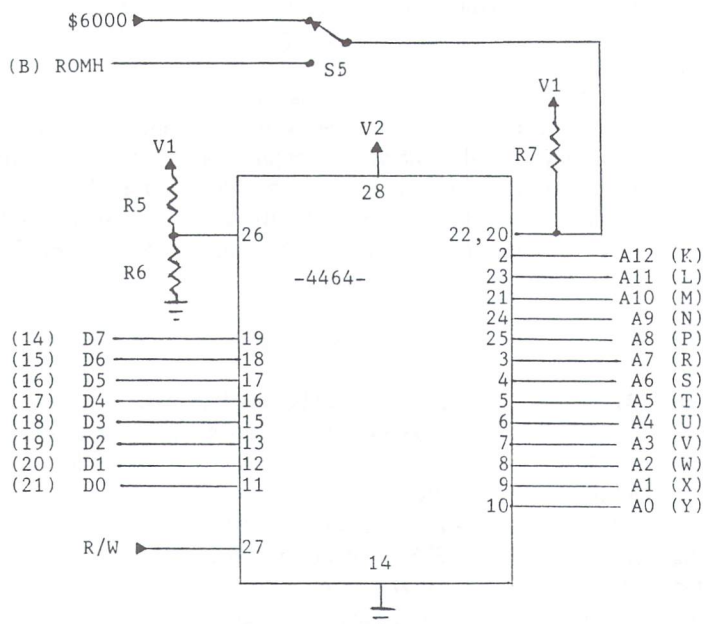 $6000
(B) ROMH
S5
V1
V2
V1
R7
R5
R6
28
26
22,20
-4464-
2 A12 (K)
23 A11 (L)
21 A10 (M)
24 A9 (N)
25 A8 (P)
3 A7 (R)
4 A6 (S)
5 A5 (T)
6 A4 (U)
7 A3 (V)
8 A2 (W)
9 A1 (X)
10 A0 (Y)
(14) D7 19
(15) D6 18
(16) D5 17
(17) D4 16
(18) D3 15
(19) D2 13
(20) D1 12
(21) D0 11
R/W 27
14